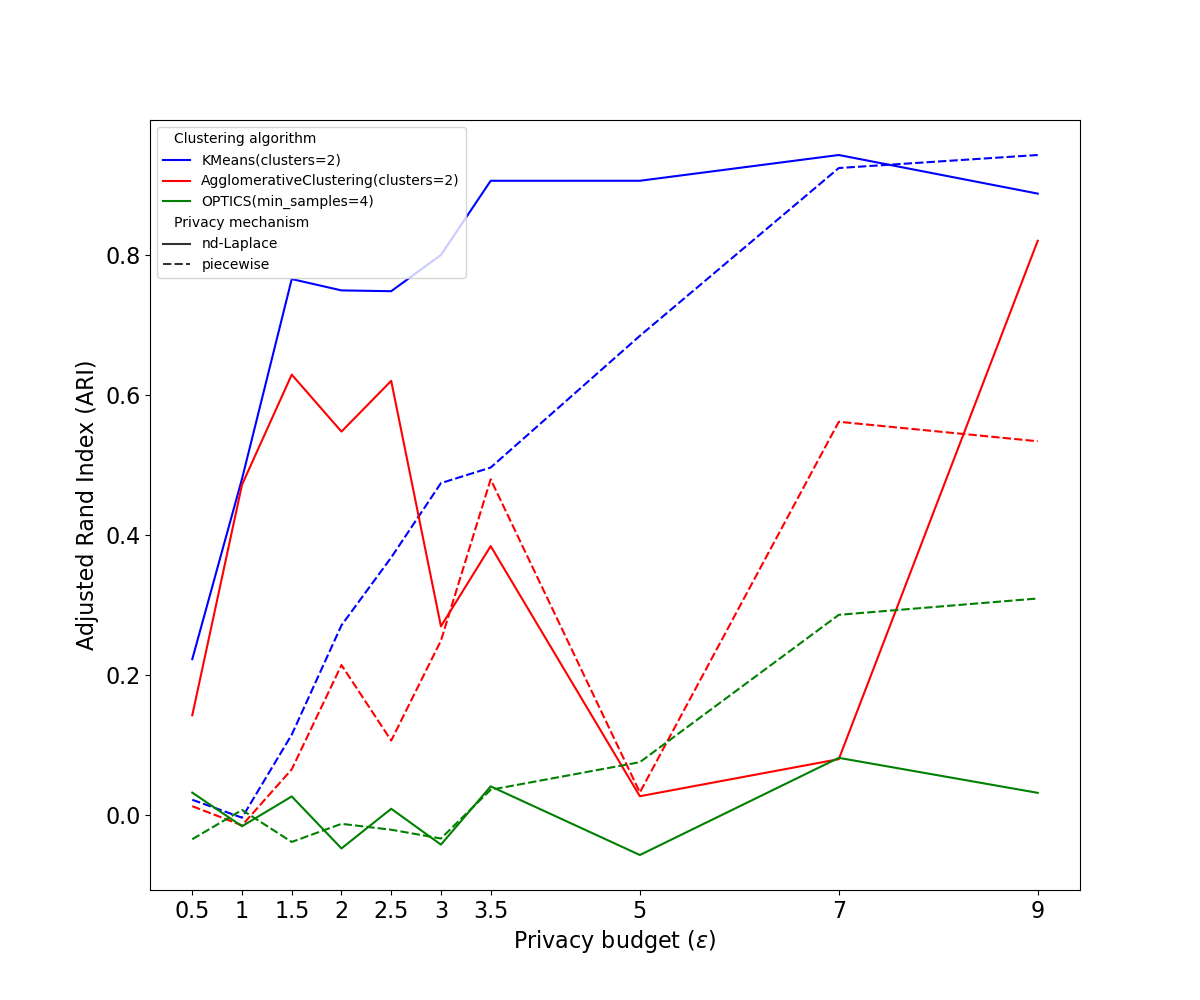 Clustering algorithm
KMeans(clusters=2)
AgglomerativeClustering(clusters=2)
OPTICS(min_samples=4)
Privacy mechanism
nd-Laplace
piecewise
Adjusted Rand Index (ARI)
0.8
0.6
0.4
0.2
0.0
0.5 1 1.5 2 2.5 3 3.5 5 7 9
Privacy budget (ε)